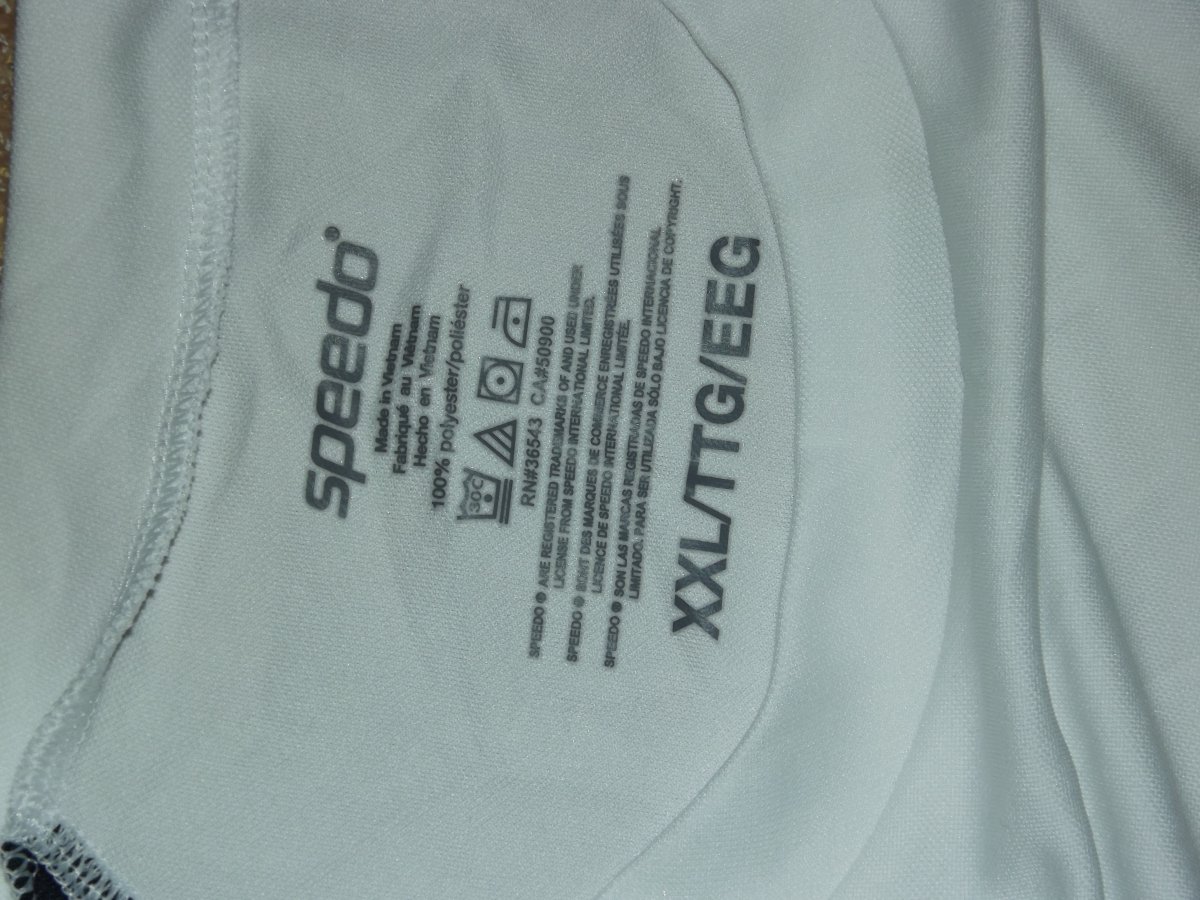 speedo®
Made in Vietnam
Fabriqué au Viêtnam
Hecho en Vietnam
100% polyester/poliéster
30C
RN#36543 CA#50900
SPEEDO ® ARE REGISTERED TRADEMARKS OF AND USED UNDER
LICENSE FROM SPEEDO INTERNATIONAL LIMITED.
SPEEDO ® SONT DES MARQUES DE COMMERCE ENREGISTRÉES UTILISÉES SOUS
LICENCE DE SPEEDO INTERNATIONAL LIMITÉE.
SPEEDO ® SON LAS MARCAS REGISTRADAS DE SPEEDO INTERNACIONAL
LIMITADO. PARA SER UTILIZADA SÓLO BAJO LICENCIA DE COPYRIGHT.
XXL/TTG/EEG